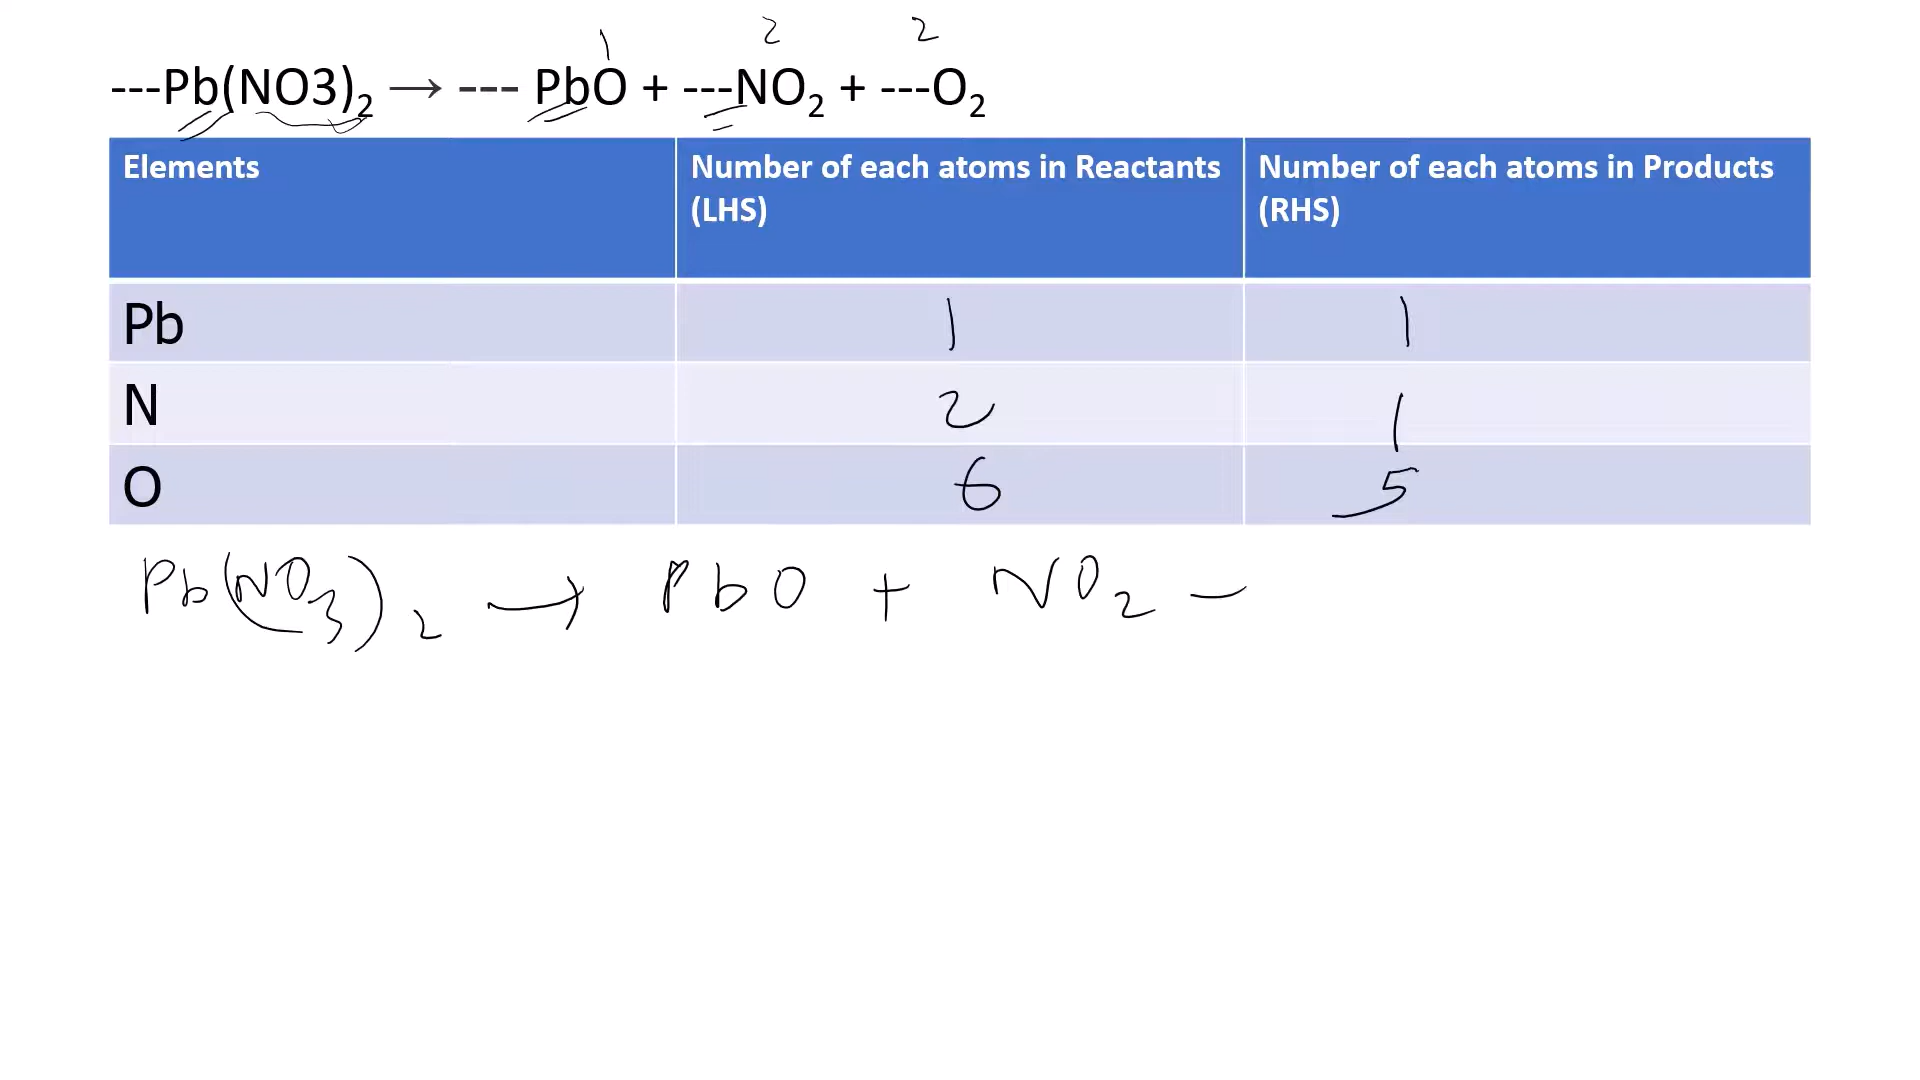 1 2 2
---Pb(NO3)₂ → --- PbO + ---NO₂ + ---O₂
Elements Number of each atoms in Reactants (LHS) Number of each atoms in Products (RHS)
Pb 1 1
N 2 1
O 6 5
Pb(NO₃)₂ → PbO + NO₂ –